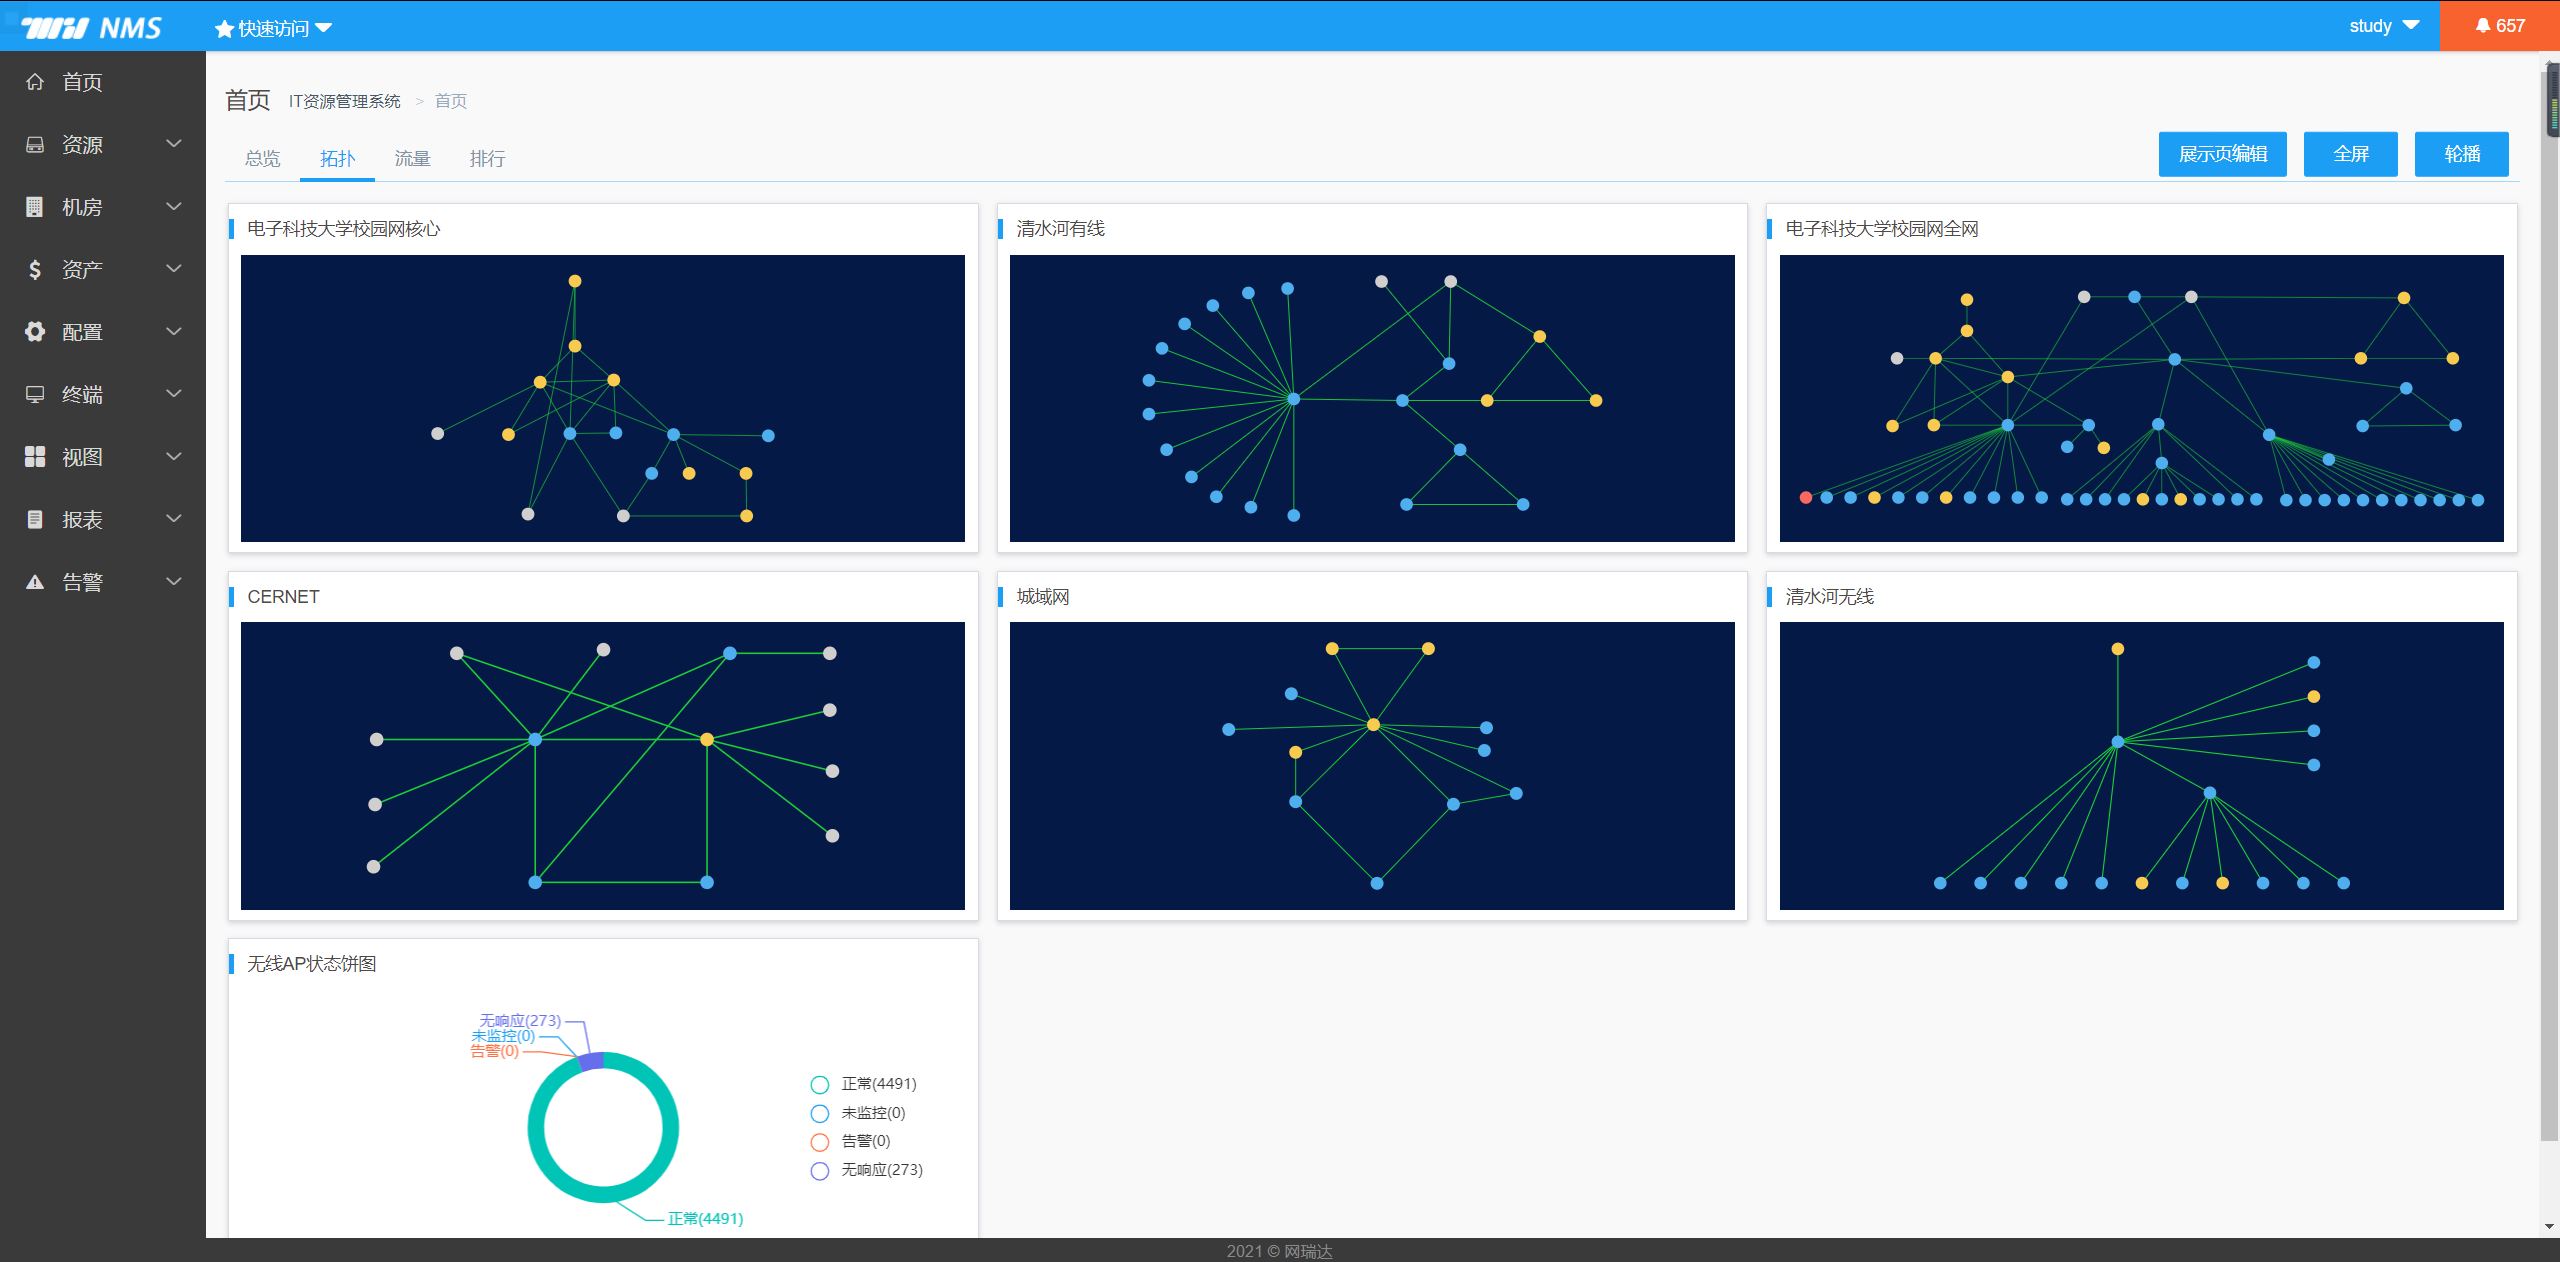 NMS
快速访问
study
657
首页
资源
机房
资产
配置
终端
视图
报表
告警
首页 IT资源管理系统 > 首页
总览 拓扑 流量 排行
展示页编辑 全屏 轮播
电子科技大学校园网核心
清水河有线
电子科技大学校园网全网
CERNET
城域网
清水河无线
无线AP状态饼图
无响应(273)
未监控(0)
告警(0)
正常(4491)
正常(4491)
未监控(0)
告警(0)
无响应(273)
2021 © 网瑞达